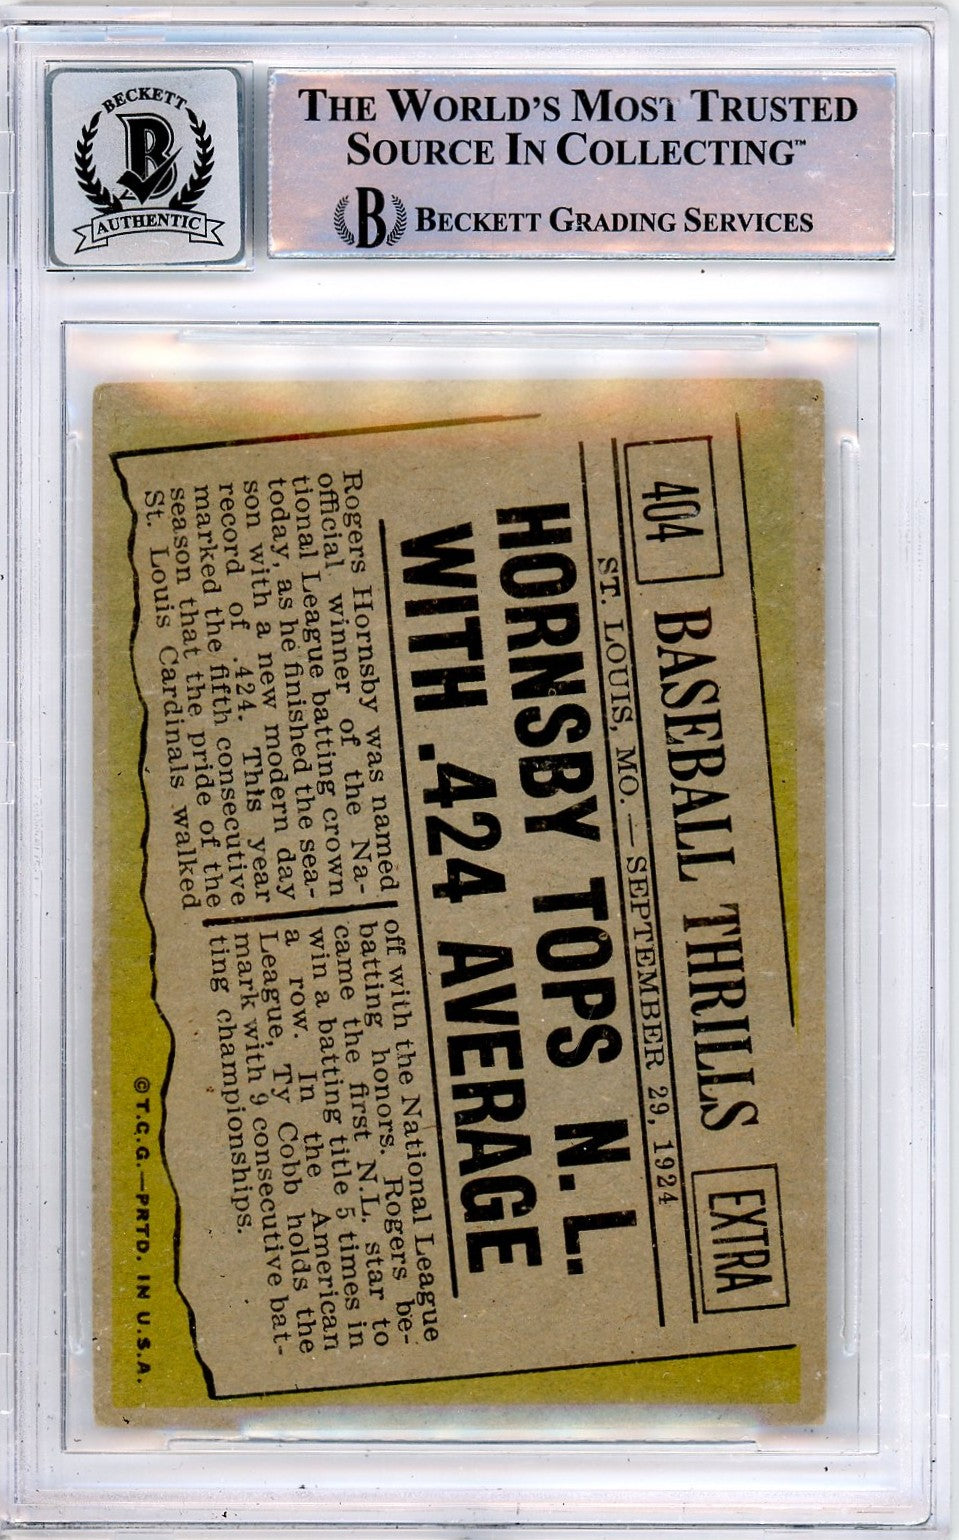 BECKETT
B
AUTHENTIC
THE WORLD'S MOST TRUSTED
SOURCE IN COLLECTING™
B BECKETT GRADING SERVICES
404 BASEBALL THRILLS EXTRA
ST. LOUIS, MO.—SEPTEMBER 29, 1924
HORNSBY TOPS N. L.
WITH .424 AVERAGE
Rogers Hornsby was named
official winner of the Na-
tional League batting crown
today, as he finished the sea-
son with a new modern day
record of .424. This year
marked the fifth consecutive
season that the pride of the
St. Louis Cardinals walked
off with the National League
batting honors. Rogers be-
came the first N.L. star to
win a batting title 5 times in
a row. In the American
League, Ty Cobb holds the
mark with 9 consecutive bat-
ting championships.
©T.C.G.—PRTD. IN U.S.A.